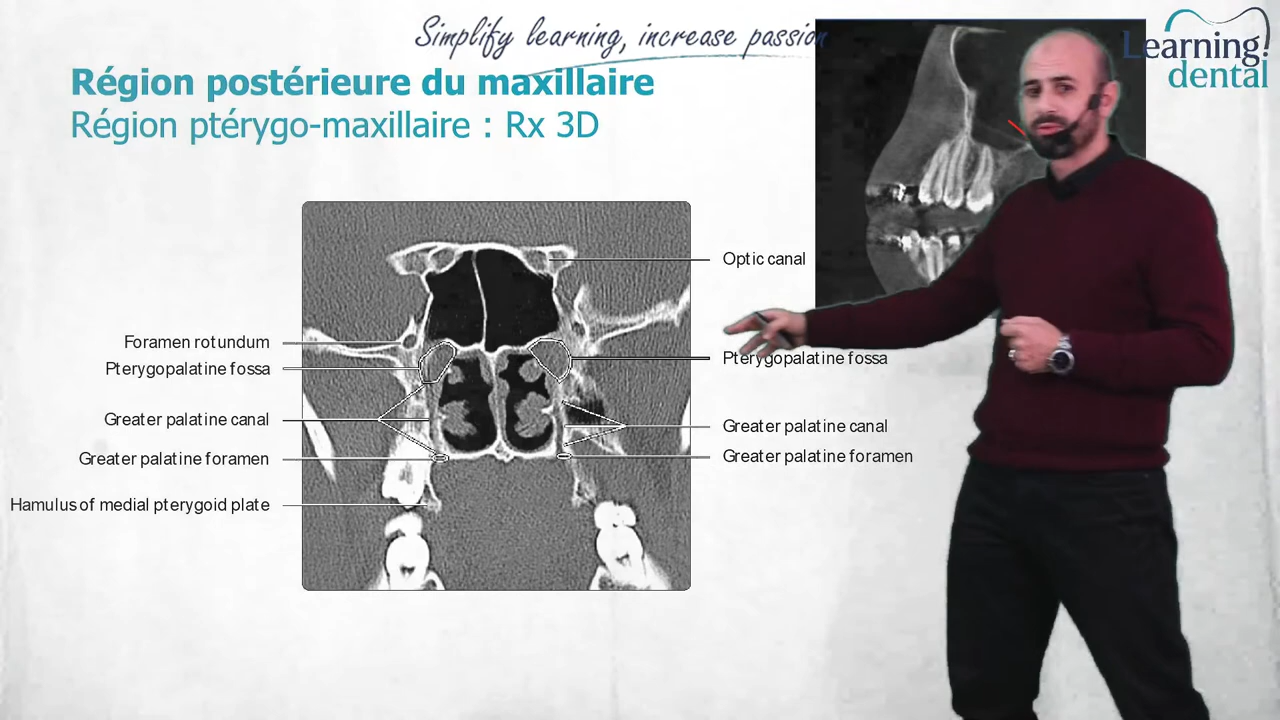 Simplify learning, increase passion
Learning!
dental
Région postérieure du maxillaire
Région ptérygo-maxillaire : Rx 3D
Optic canal
Foramen rotundum
Pterygopalatine fossa
Pterygopalatine fossa
Greater palatine canal
Greater palatine canal
Greater palatine foramen
Greater palatine foramen
Hamulus of medial pterygoid plate